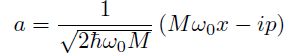 a = \frac{1}{\sqrt{2\hbar\omega_0 M}} (M\omega_0 x - ip)